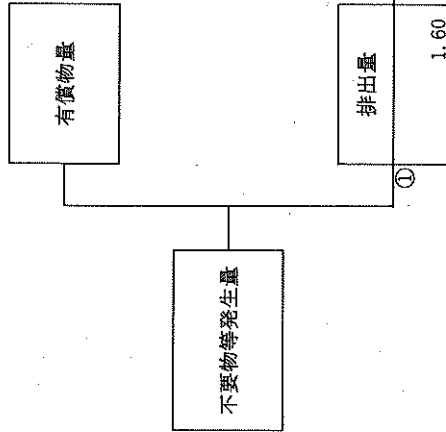 有償物量
不要物等発生量
排出量
①
1.60